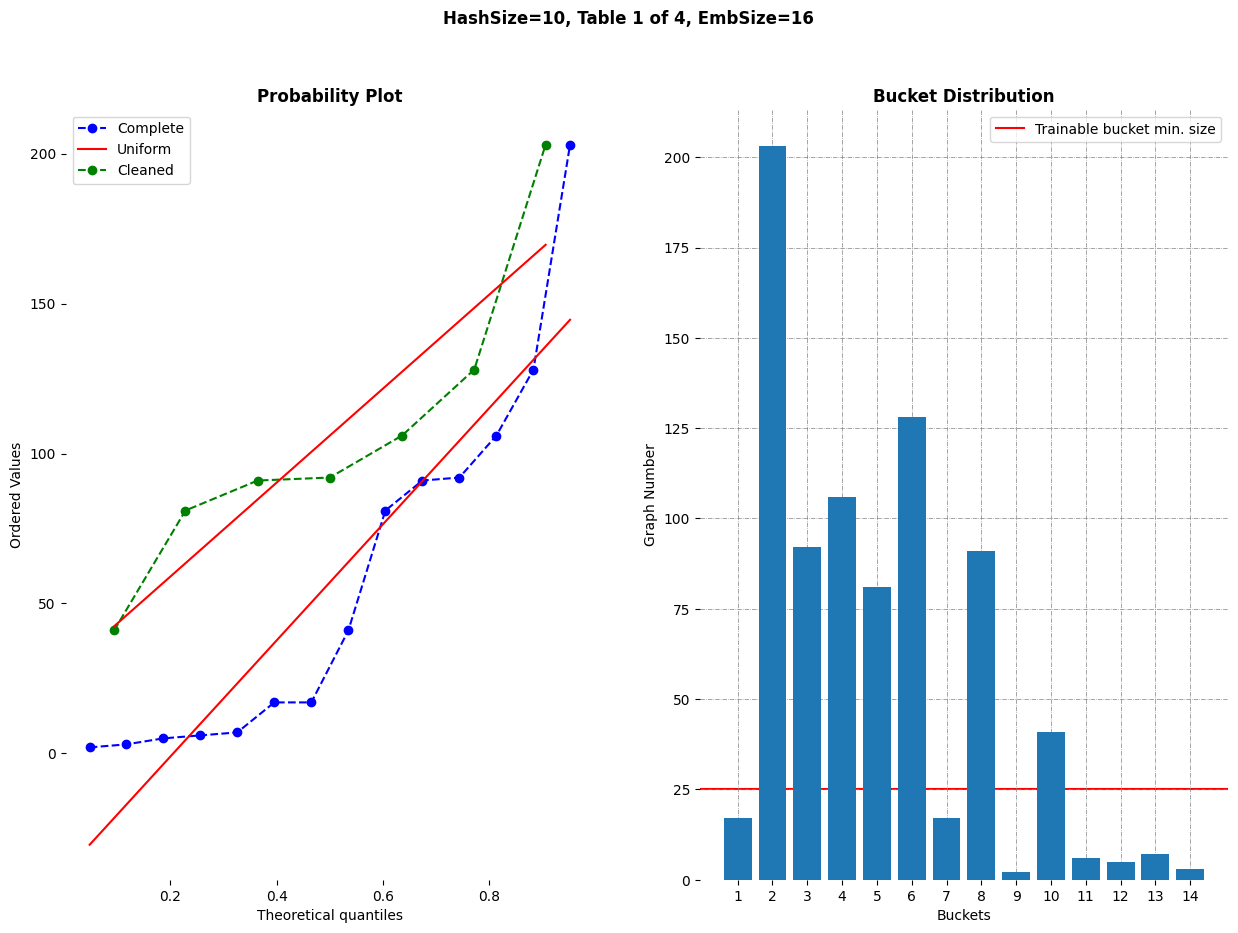 HashSize=10, Table 1 of 4, EmbSize=16
Probability Plot
Complete
Uniform
Cleaned
200
150
100
50
0
Ordered Values
0.2 0.4 0.6 0.8
Theoretical quantiles
Bucket Distribution
Trainable bucket min. size
200
175
150
125
100
75
50
25
0
Graph Number
1 2 3 4 5 6 7 8 9 10 11 12 13 14
Buckets